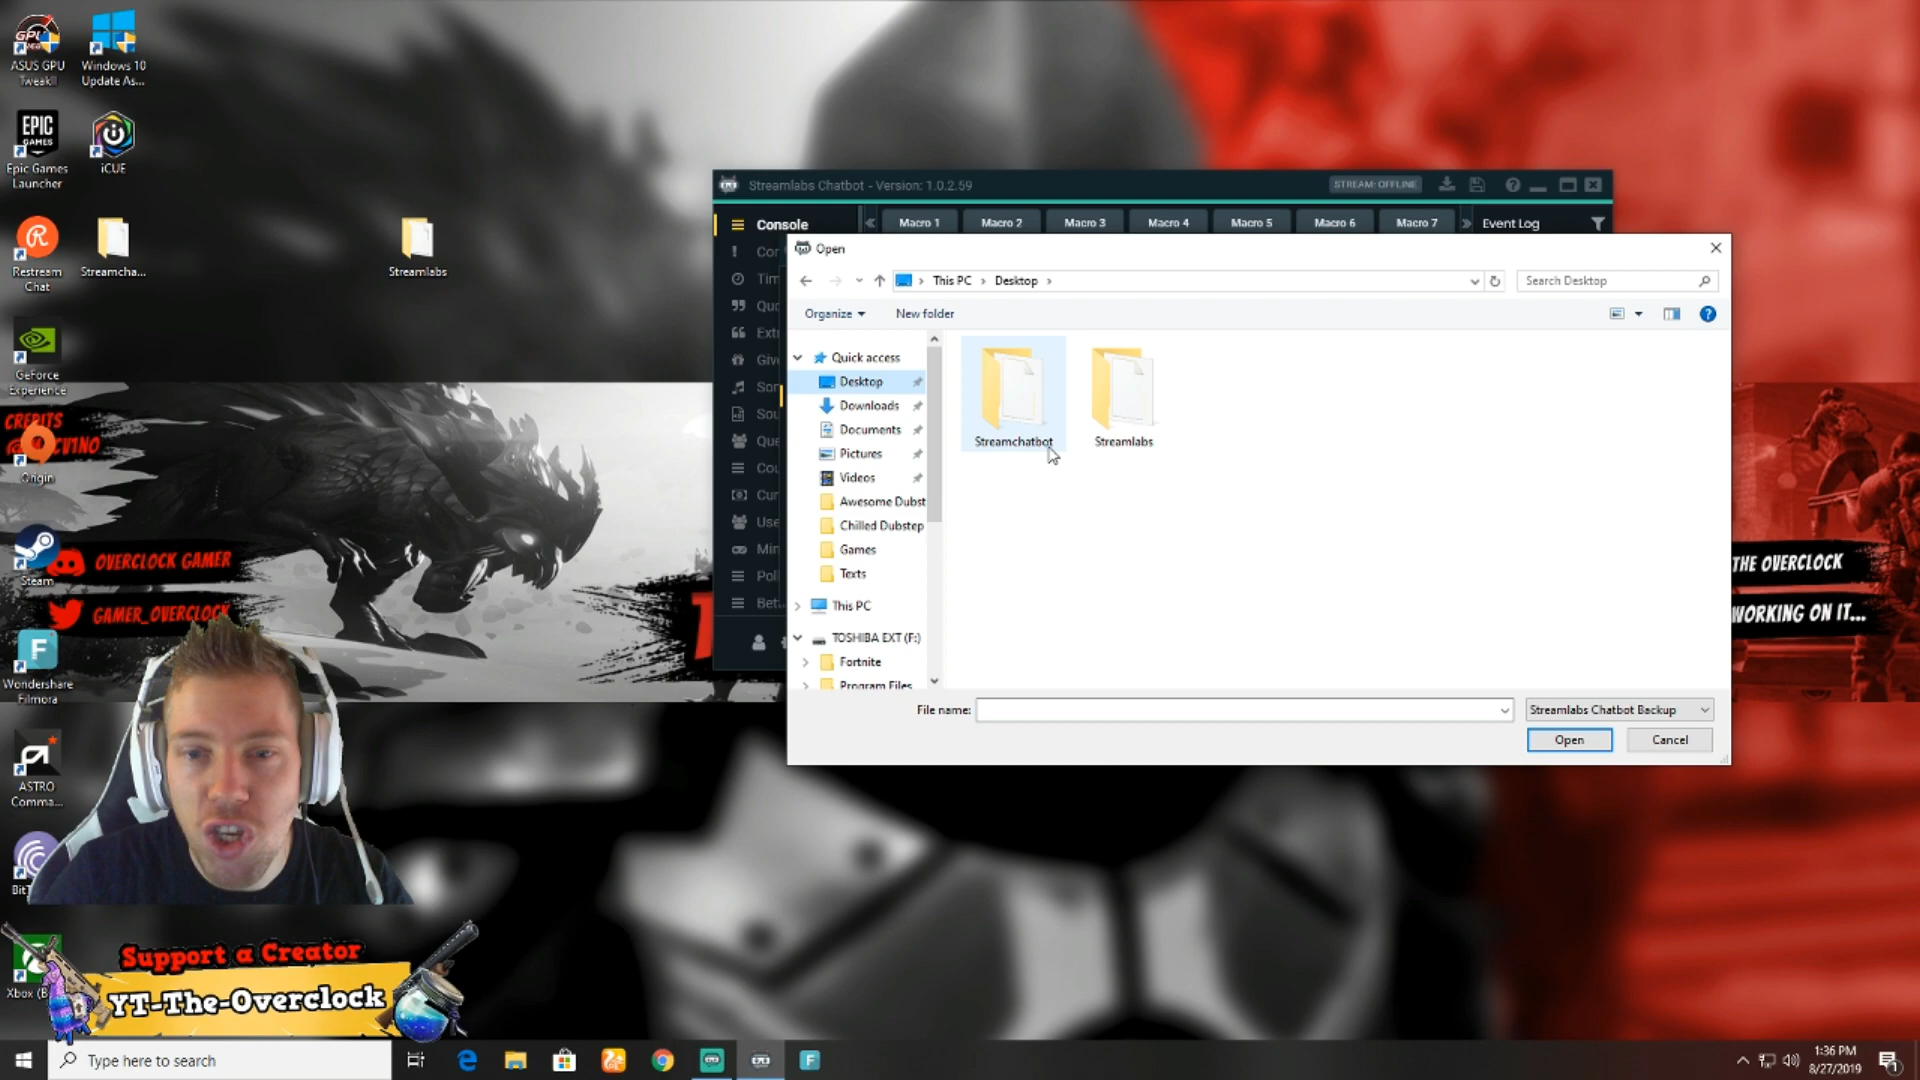 ASUS GPU
TweakII
Windows 10
Update As...
EPIC
GAMES
Epic Games
Launcher
iCUE
Restream
Chat
Streamcha...
Streamlabs
GeForce
Experience
CREDITS
Origin
Steam
OVERCLOCK GAMER
GAMER_OVERCLOCK
Wondershare
Filmora
ASTRO
Comma...
Xbox (B
Support a Creator
YT-The-Overclock
Streamlabs Chatbot - Version: 1.0.2.59
STREAM: OFFLINE
Console
Macro 1
Macro 2
Macro 3
Macro 4
Macro 5
Macro 6
Macro 7
Event Log
Open
This PC
Desktop
Search Desktop
Organize
New folder
Quick access
Desktop
Downloads
Documents
Pictures
Videos
Awesome Dubst
Chilled Dubstep
Games
Texts
This PC
TOSHIBA EXT (F:)
Fortnite
Program Files
Streamchatbot
Streamlabs
File name:
Streamlabs Chatbot Backup
Open
Cancel
THE OVERCLOCK
WORKING ON IT...
Type here to search
1:36 PM
8/27/2019